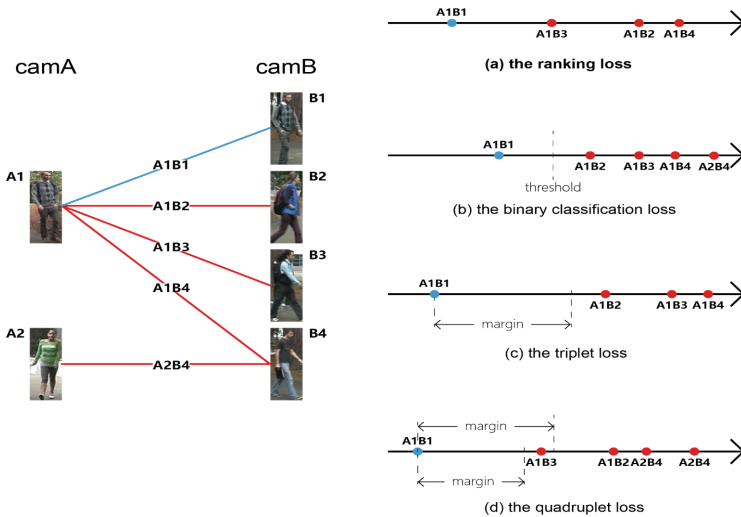 camA
camB
B1
A1
B2
B3
A2
B4
A1B1
A1B2
A1B3
A1B4
A2B4
A1B1
A1B3
A1B2
A1B4
(a) the ranking loss
A1B1
A1B2
A1B3
A1B4
A2B4
threshold
(b) the binary classification loss
A1B1
A1B2
A1B3
A1B4
margin
(c) the triplet loss
margin
A1B1
A1B3
A1B2
A2B4
A2B4
margin
(d) the quadruplet loss